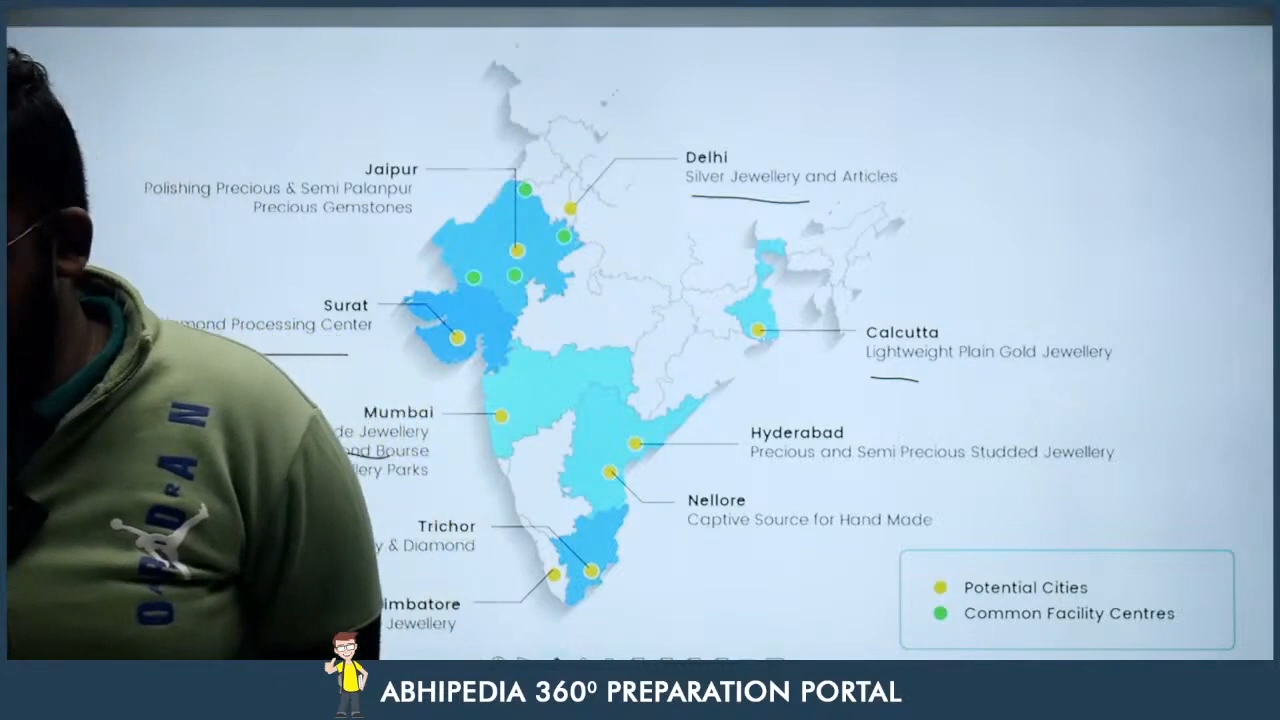 Jaipur
Polishing Precious & Semi Palanpur
Precious Gemstones
Delhi
Silver Jewellery and Articles
Surat
Processing Center
Calcutta
Lightweight Plain Gold Jewellery
Mumbai
Jewellery
Bourse
Parks
Hyderabad
Precious and Semi Precious Studded Jewellery
Nellore
Captive Source for Hand Made
Trichor
& Diamond
Jewellery
Potential Cities
Common Facility Centres
JORDAN
ABHIPEDIA 360⁰ PREPARATION PORTAL